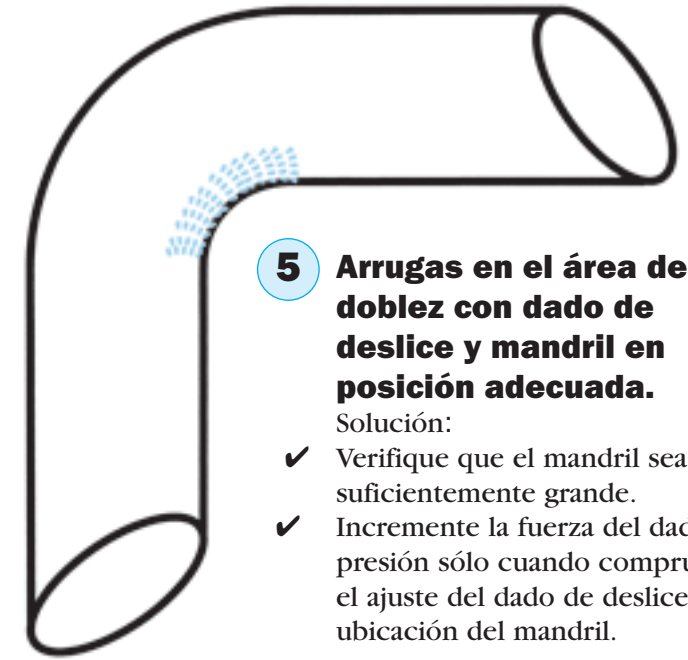 5 Arrugas en el área de
doblez con dado de
deslice y mandril en
posición adecuada.
Solución:
✔ Verifique que el mandril sea
suficientemente grande.
✔ Incremente la fuerza del
presión sólo cuando
el ajuste del dado de deslice
ubicación del mandril.